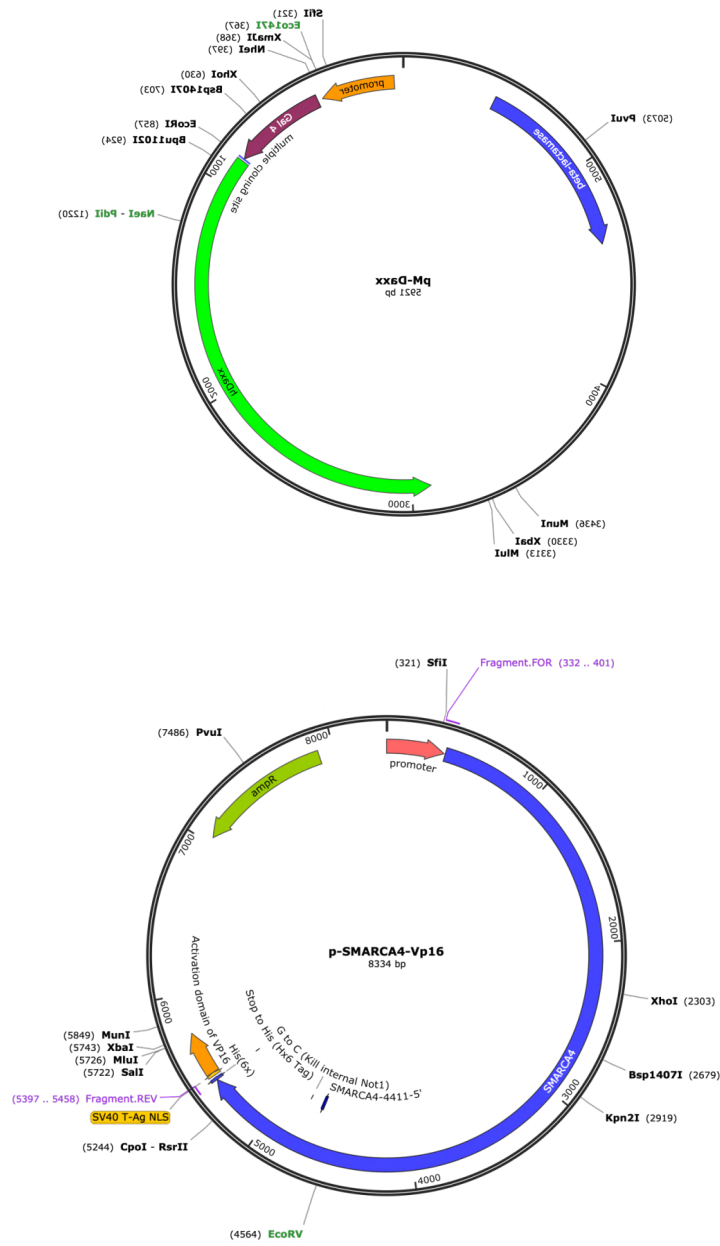 SfiI (321)
Eco147I (367)
XmaJI (368)
NheI (397)
XhoI (630)
Bsp1407I (703)
EcoRI (857)
Bpu1102I (924)
NaeI - PdiI (1220)
(5073) PvuI
promoter
Gal 4
multiple cloning site
beta-lactamase
hDaxx
1000
2000
3000
4000
5000
pM-Daxx
5921 bp
(3436) MunI
(3330) XbaI
(3313) MluI
(321) SfiI
Fragment.FOR (332 .. 401)
(7486) PvuI
8000
promoter
ampR
1000
7000
2000
p-SMARCA4-Vp16
8334 bp
Activation domain of VP16
His(6x)
Stop to His (Hx6 Tag)
G to C (Kill internal Not1)
SMARCA4-4411-5'
SMARCA4
XhoI (2303)
Bsp1407I (2679)
Kpn2I (2919)
6000
3000
(5849) MunI
(5743) XbaI
(5726) MluI
(5722) SalI
(5397 .. 5458) Fragment.REV
SV40 T-Ag NLS
(5244) CpoI - RsrII
5000
4000
(4564) EcoRV